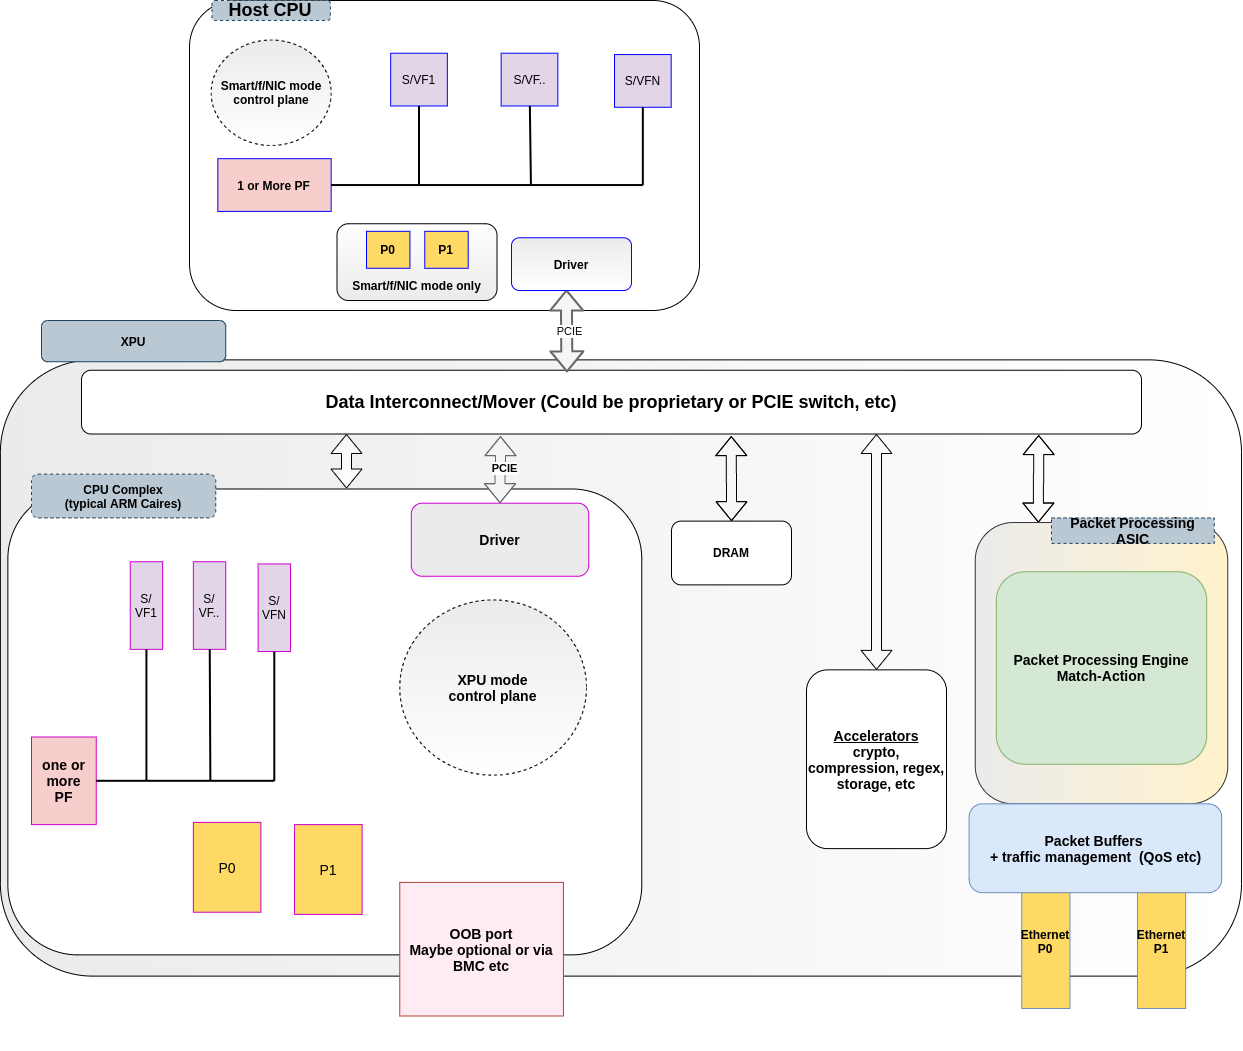 Host CPU
Smart/f/NIC mode
control plane
S/VF1
S/VF..
S/VFN
1 or More PF
P0
P1
Smart/f/NIC mode only
Driver
PCIE
XPU
Data Interconnect/Mover (Could be proprietary or PCIE switch, etc)
PCIE
CPU Complex
(typical ARM Caires)
Driver
DRAM
Packet Processing
ASIC
S/
VF1
S/
VF..
S/
VFN
XPU mode
control plane
Packet Processing Engine
Match-Action
one or
more
PF
Accelerators
crypto,
compression, regex,
storage, etc
P0
P1
Packet Buffers
+ traffic management  (QoS etc)
OOB port
Maybe optional or via
BMC etc
Ethernet
P0
Ethernet
P1